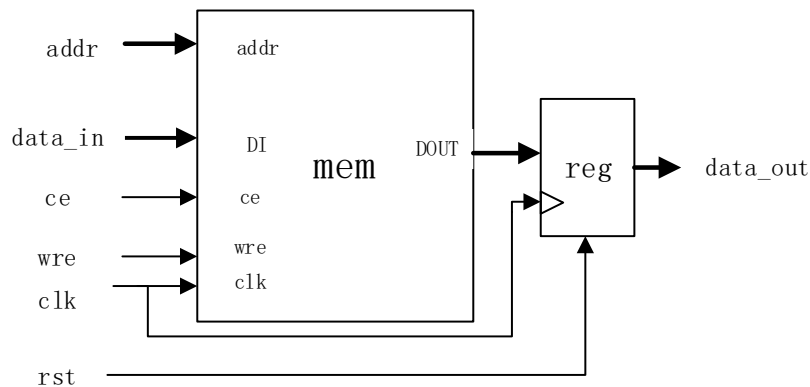 addr
data_in
ce
wre
clk
rst
addr
DI
ce
wre
clk
mem
DOUT
reg
data_out